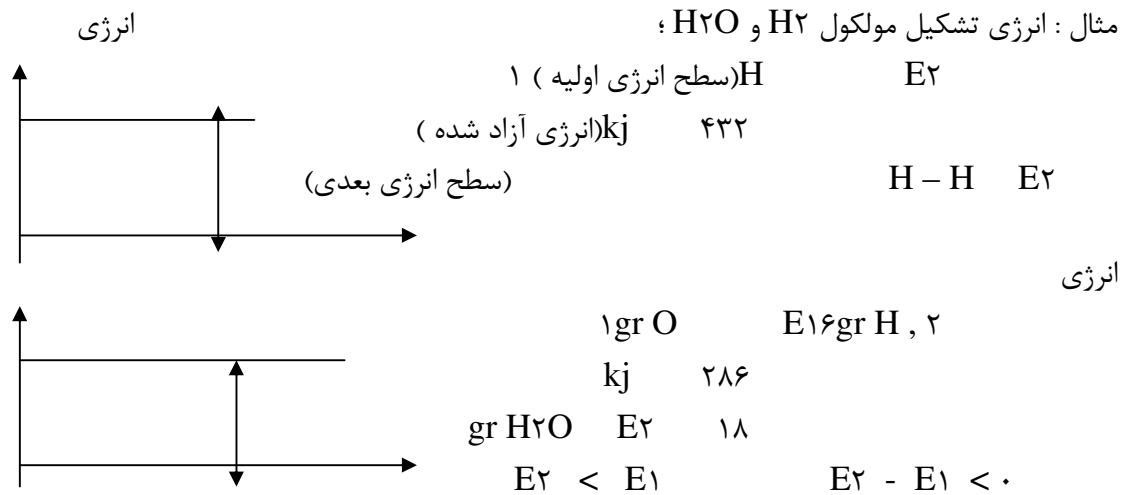 مثال : انرژی تشکیل مولکول H۲ و H۲O ؛ انرژی
E۲ H(سطح انرژی اولیه ) ۱
۴۳۲ kj(انرژی آزاد شده )
H – H E۲ (سطح انرژی بعدی)
انرژی
۱gr O E۱۶gr H , ۲
kj ۲۸۶
gr H۲O E۲ ۱۸
E۲ < E۱ E۲ - E۱ < ۰